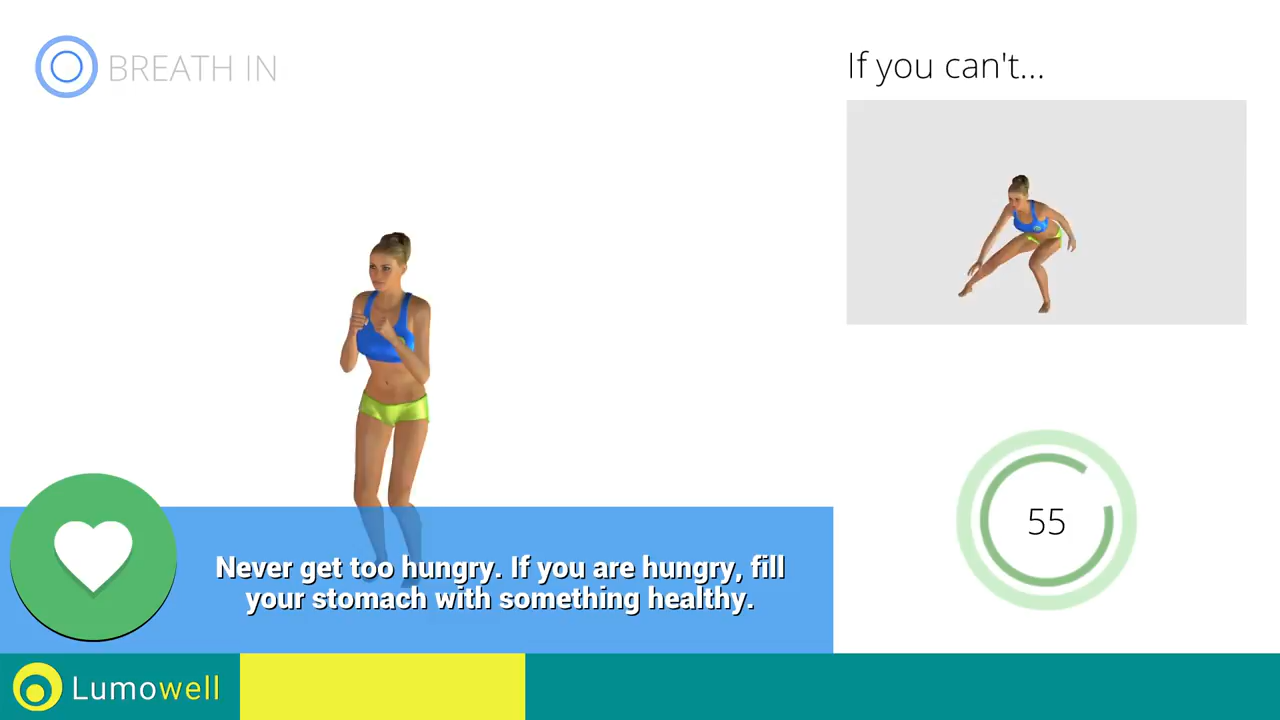 BREATH IN
If you can't...
55
Never get too hungry. If you are hungry, fill
your stomach with something healthy.
Lumowell